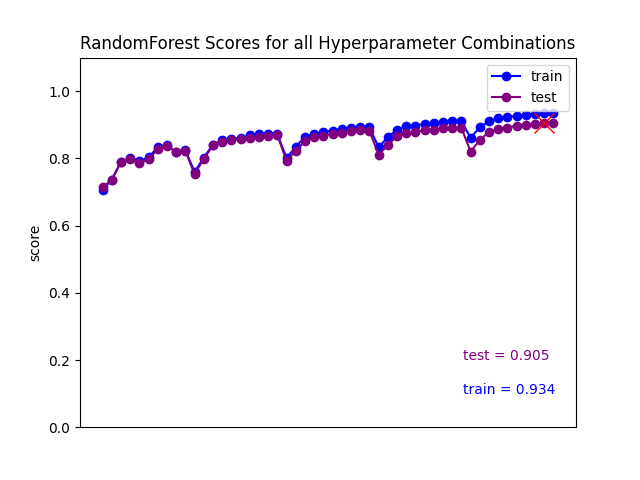 RandomForest Scores for all Hyperparameter Combinations
train
test
1.0
0.8
0.6
0.4
0.2
0.0
score
test = 0.905
train = 0.934